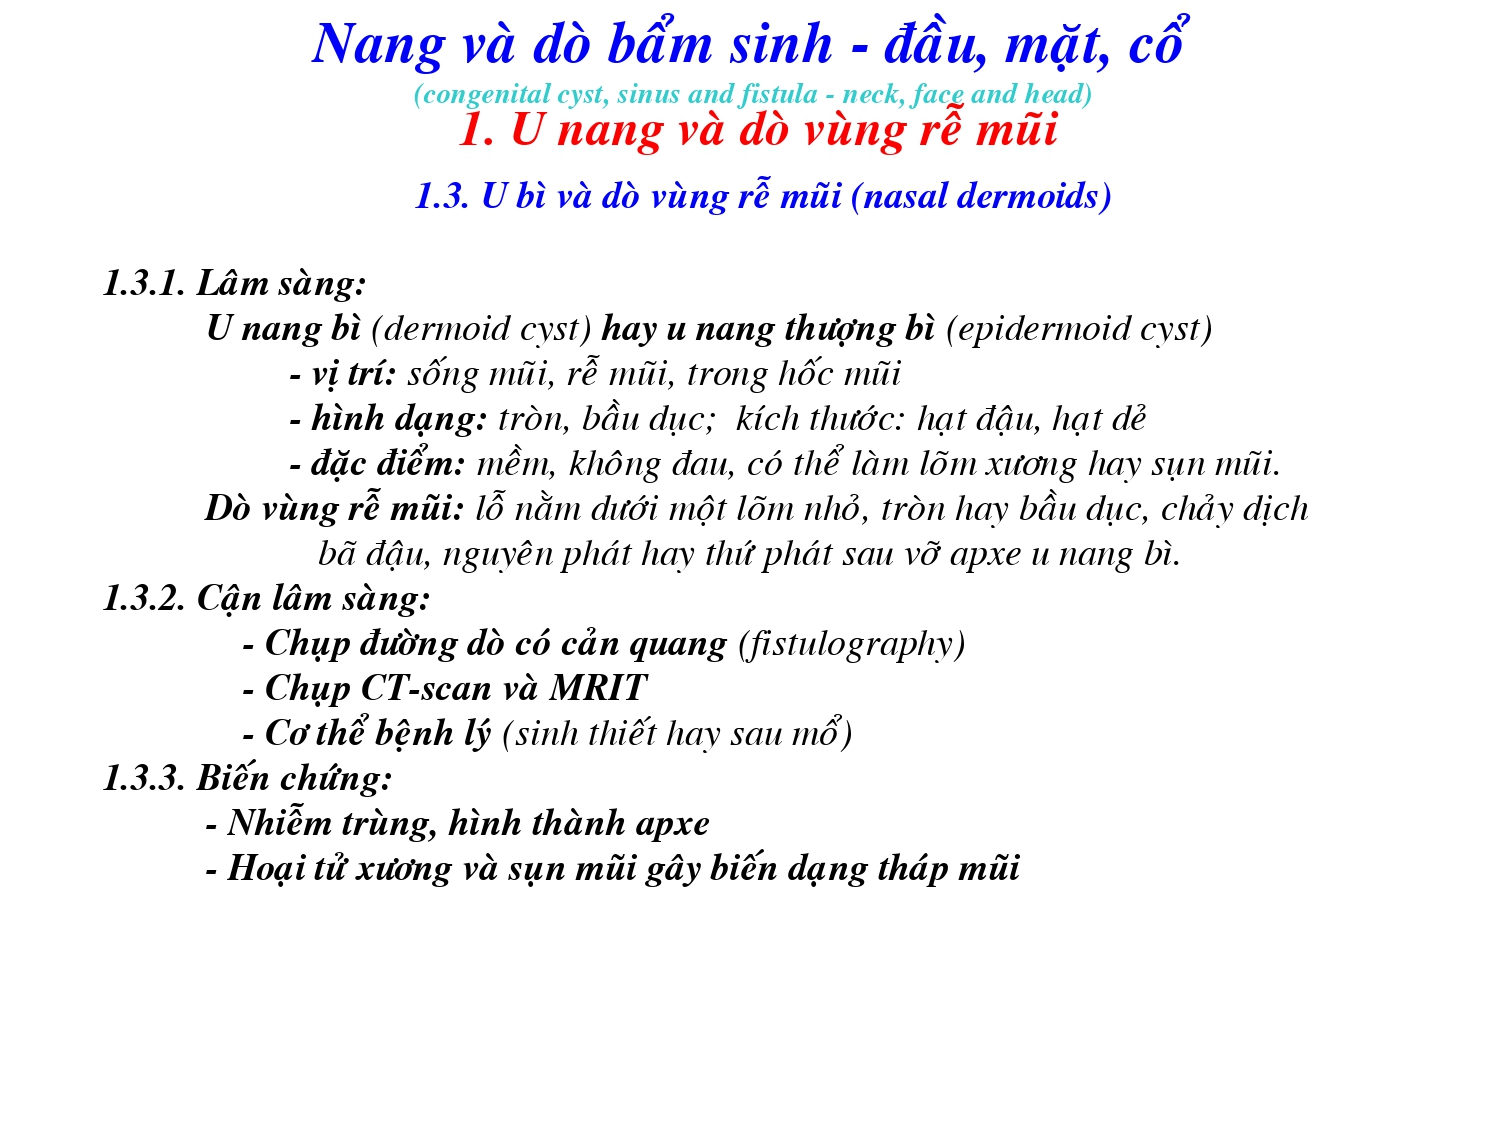 Nang và dò bẩm sinh - đầu, mặt, cổ
(congenital cyst, sinus and fistula - neck, face and head)
1. U nang và dò vùng rễ mũi
1.3. U bì và dò vùng rễ mũi (nasal dermoids)
1.3.1. Lâm sàng:
U nang bì (dermoid cyst) hay u nang thượng bì (epidermoid cyst)
- vị trí: sống mũi, rễ mũi, trong hốc mũi
- hình dạng: tròn, bầu dục; kích thước: hạt đậu, hạt dẻ
- đặc điểm: mềm, không đau, có thể làm lõm xương hay sụn mũi.
Dò vùng rễ mũi: lỗ nằm dưới một lõm nhỏ, tròn hay bầu dục, chảy dịch
bã đậu, nguyên phát hay thứ phát sau vỡ apxe u nang bì.
1.3.2. Cận lâm sàng:
- Chụp đường dò có cản quang (fistulography)
- Chụp CT-scan và MRIT
- Cơ thể bệnh lý (sinh thiết hay sau mổ)
1.3.3. Biến chứng:
- Nhiễm trùng, hình thành apxe
- Hoại tử xương và sụn mũi gây biến dạng tháp mũi